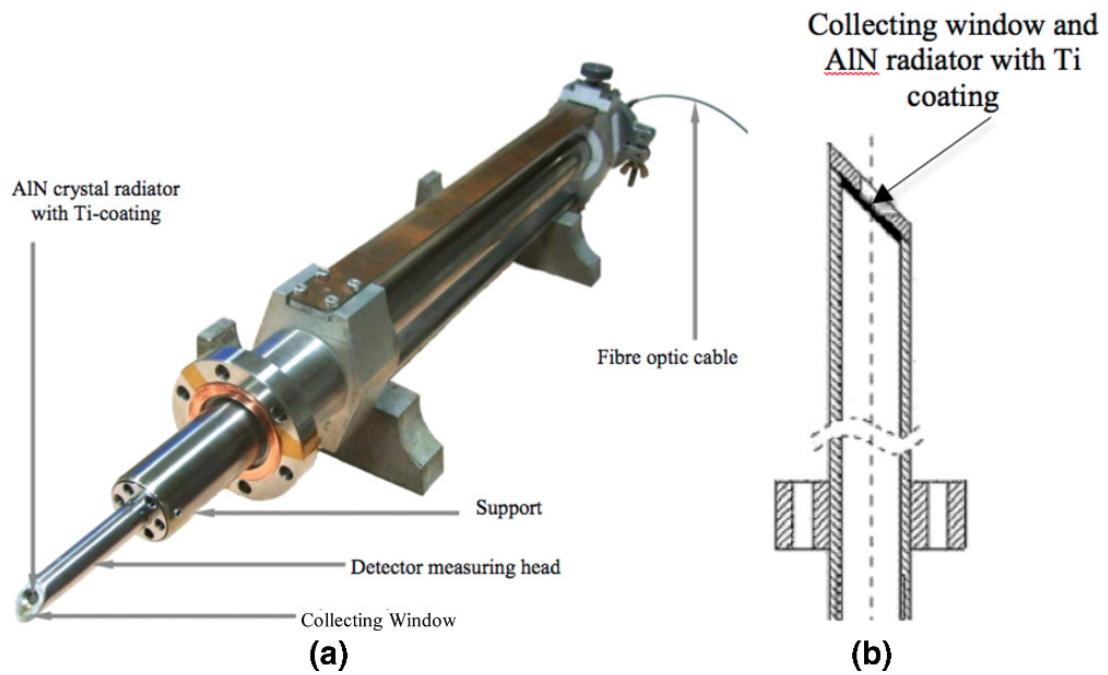 Collecting window and
AlN radiator with Ti
coating
AlN crystal radiator
with Ti-coating
Fibre optic cable
Support
Detector measuring head
Collecting Window
(a)
(b)